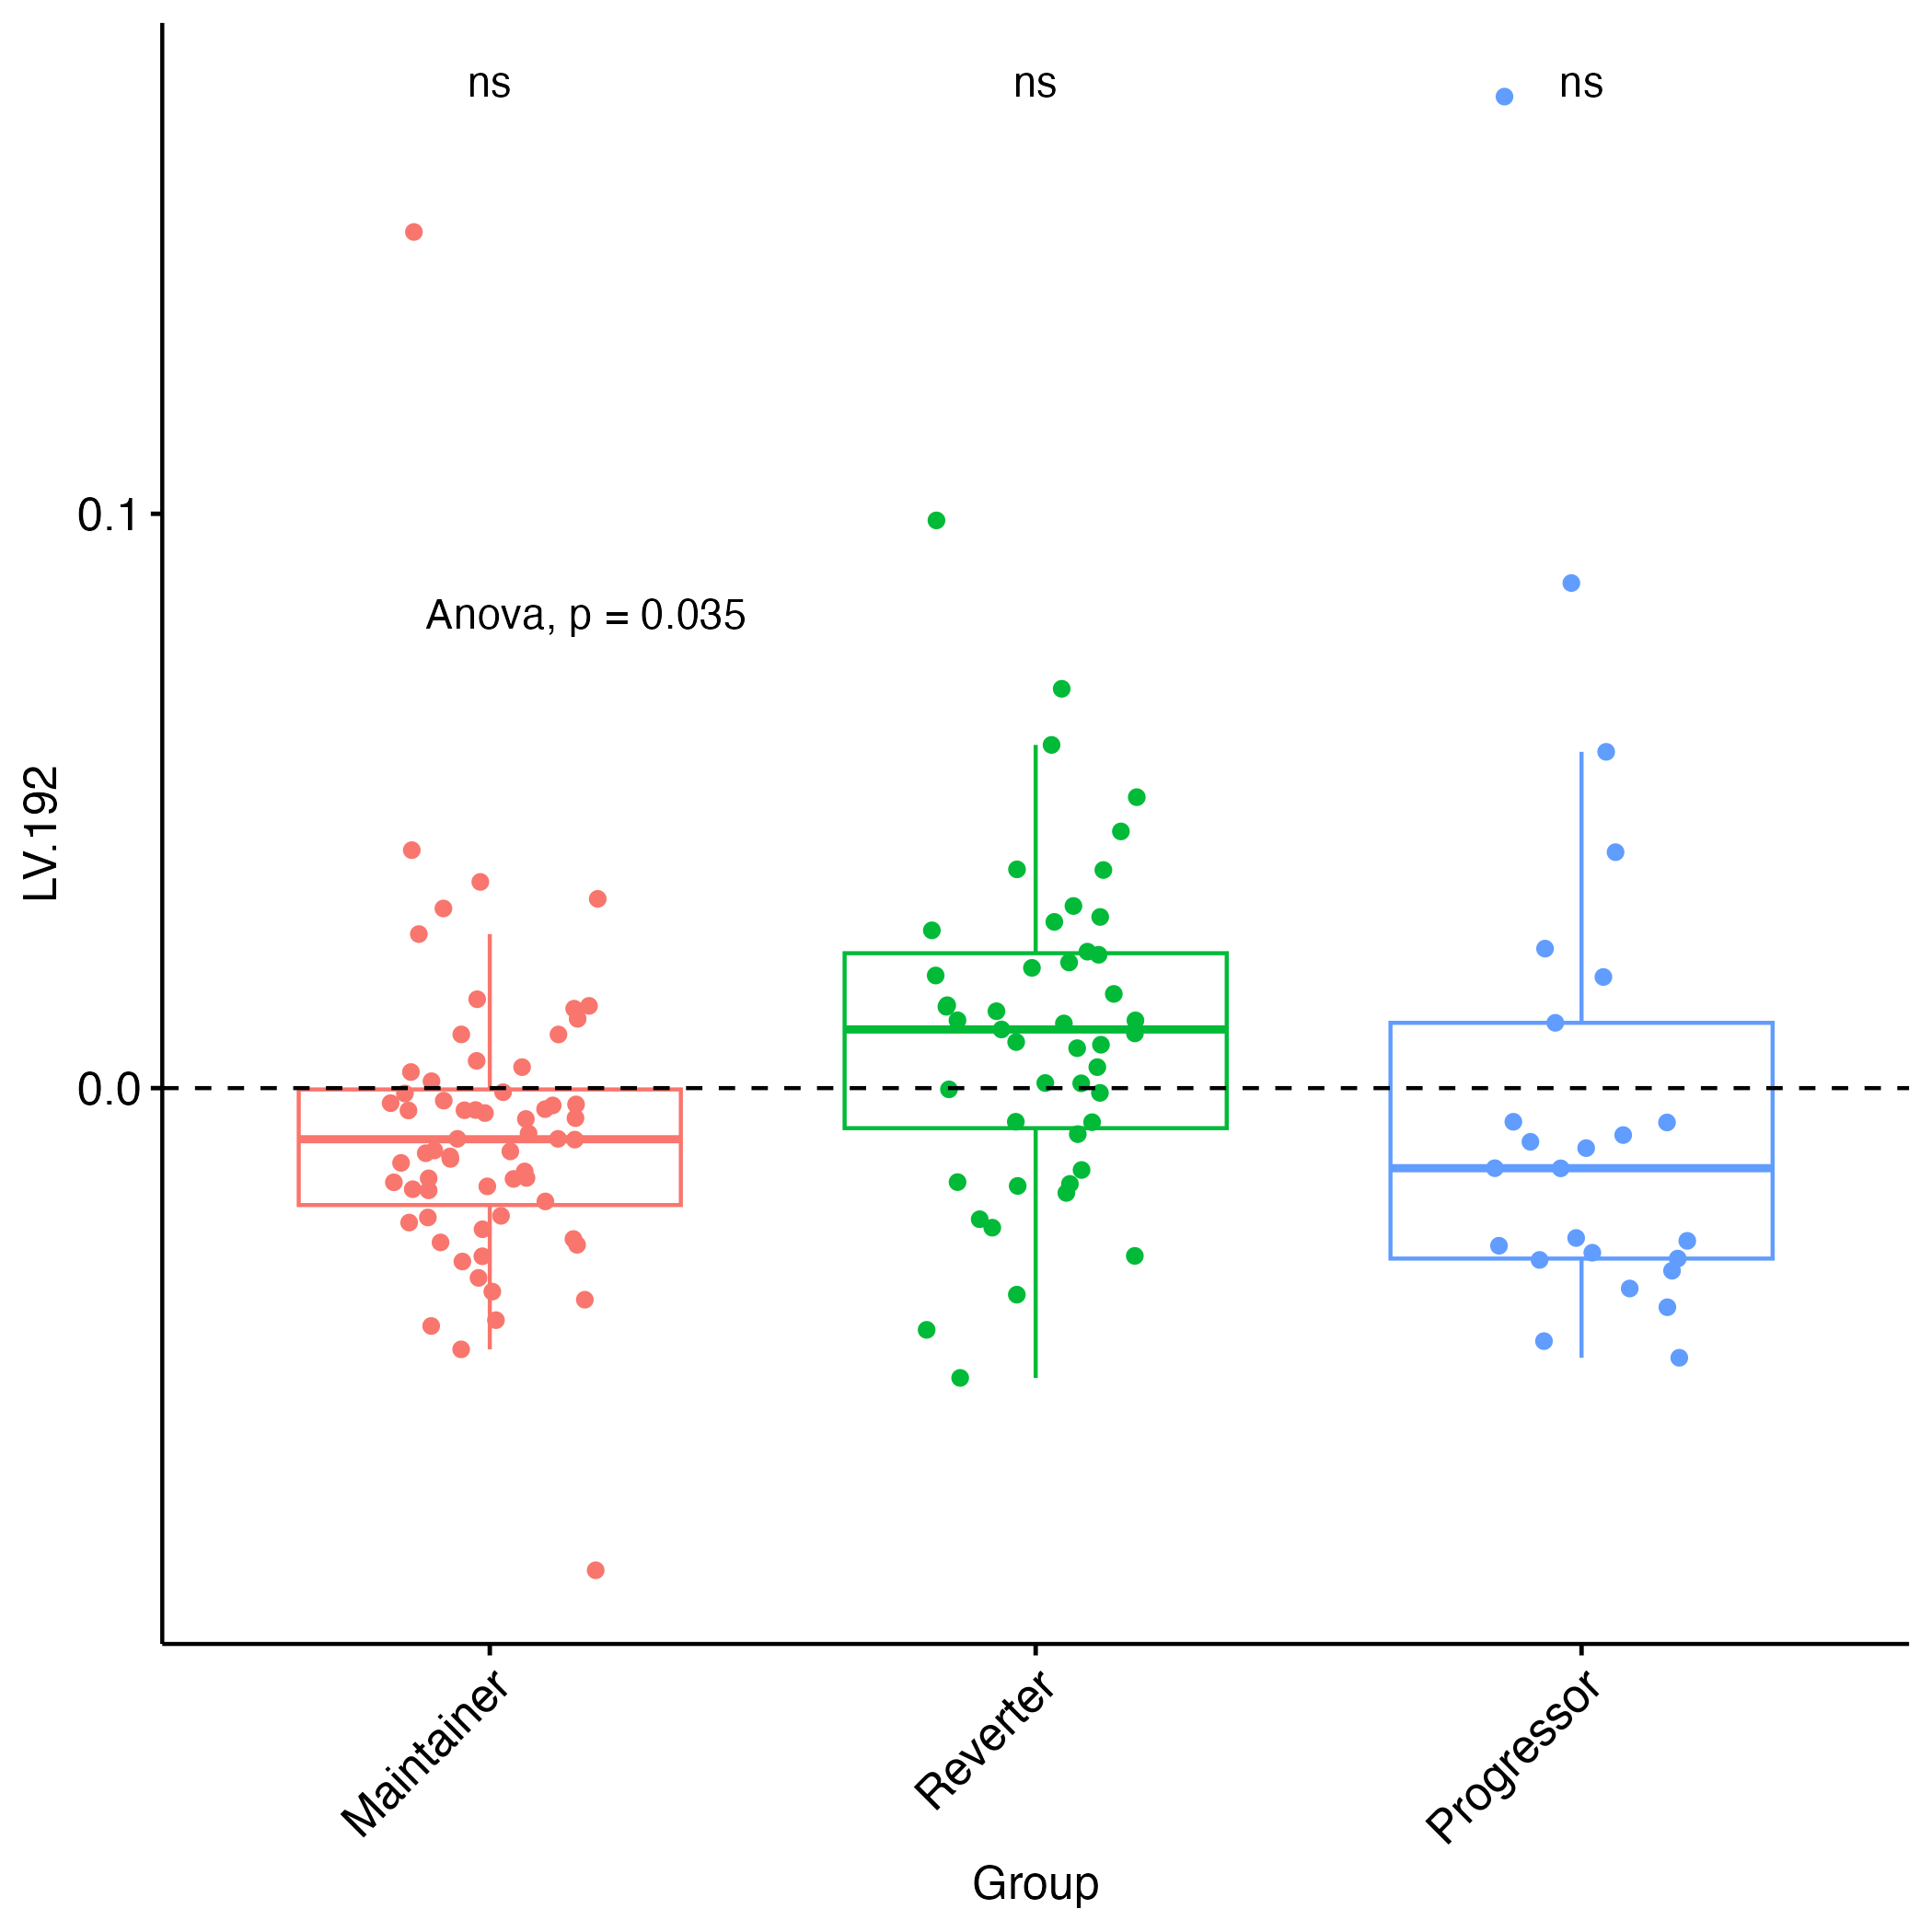 ns ns ns
0.1
Anova, p = 0.035
LV.192
0.0
Maintainer Reverter Progressor
Group